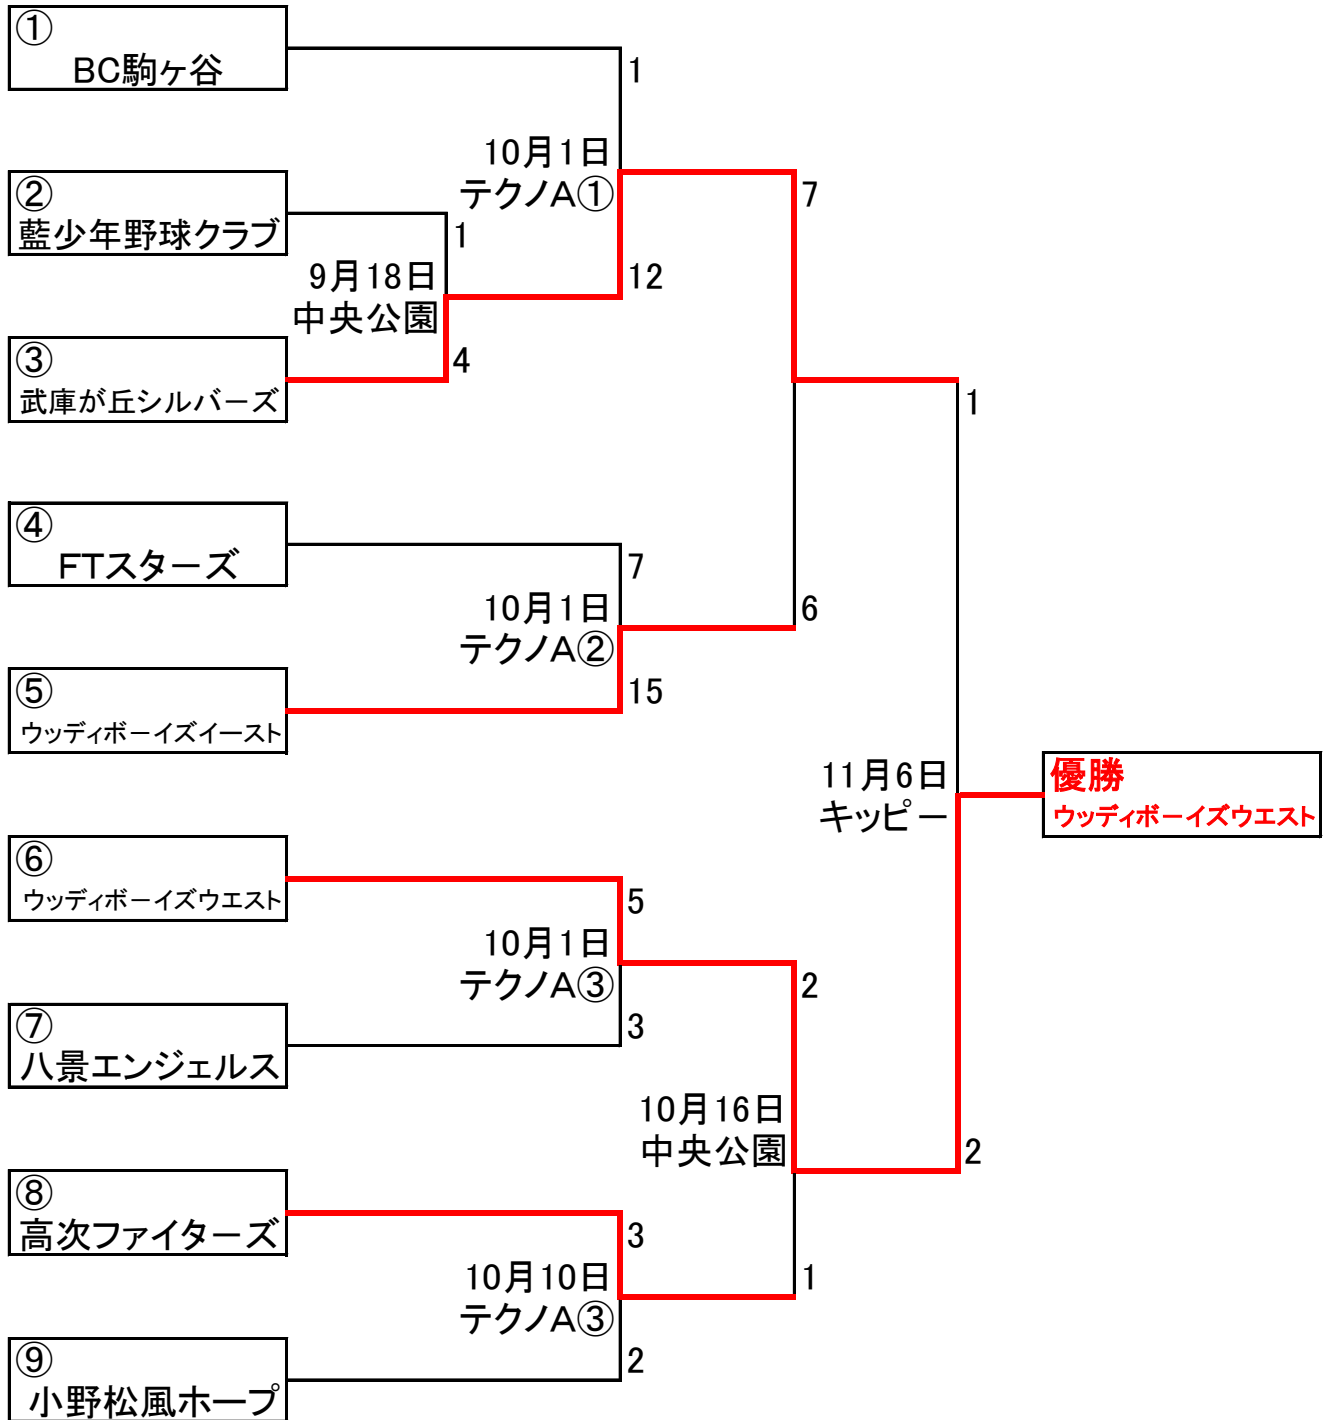 ①
BC駒ヶ谷
1
10月1日
テクノA①
7
②
藍少年野球クラブ
1
9月18日
中央公園
12
③
武庫が丘シルバーズ
4
1
④
FTスターズ
7
10月1日
テクノA②
6
⑤
ウッディボーイズイースト
15
11月6日
キッピー
優勝
ウッディボーイズウエスト
⑥
ウッディボーイズウエスト
5
10月1日
テクノA③
2
⑦
八景エンジェルス
3
10月16日
中央公園
2
⑧
高次ファイターズ
3
10月10日
テクノA③
1
⑨
小野松風ホープ
2